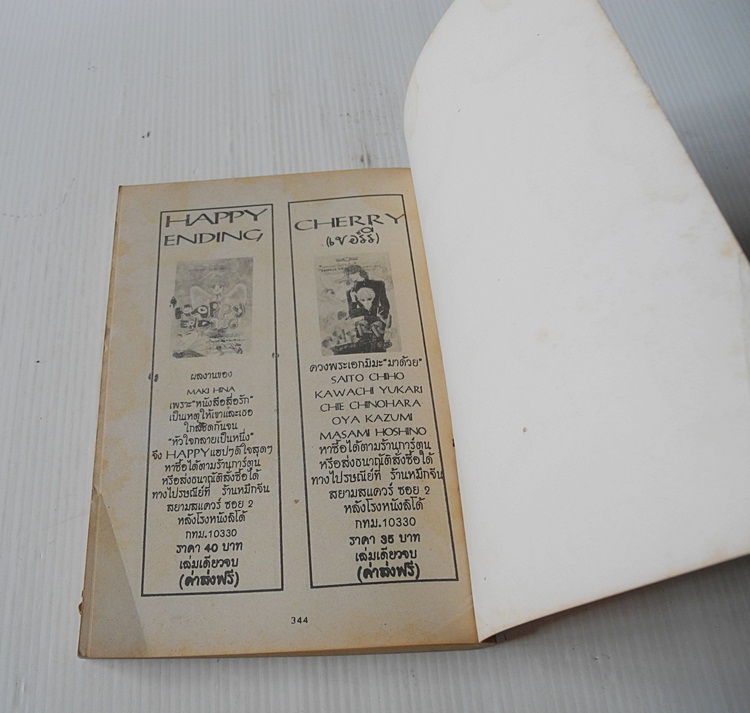 HAPPY
ENDING
ผลงานของ
MAKI HINA
เพราะ"หนังสือสื่อรัก"
เป็นเหตุให้เขาและเธอ
ใกล้ชิดกันจน
"หัวใจกลายเป็นหนึ่ง"
จึง HAPPYแฮปๆดีใจสุดๆ
หาซื้อได้ตามร้านการ์ตูน
หรือส่งธนาณัติสั่งซื้อได้
ทางไปรษณีย์ที่ ร้านหมึกจีน
สยามสแควร์ ซอย 2
หลังโรงหนังลิโด้
กทม.10330
ราคา 40 บาท
เล่มเดียวจบ
(ค่าส่งฟรี)
CHERRY
(เชอร์รี่)
ควงพระเอกมิมะ"มาด้วย"
SAITO CHIHO
KAWACHI YUKARI
CHIE CHINOHARA
OYA KAZUMI
MASAMI HOSHINO
หาซื้อได้ตามร้านการ์ตูน
หรือส่งธนาณัติสั่งซื้อได้
ทางไปรษณีย์ที่ ร้านหมึกจีน
สยามสแควร์ ซอย 2
หลังโรงหนังลิโด้
กทม.10330
ราคา 35 บาท
เล่มเดียวจบ
(ค่าส่งฟรี)
344